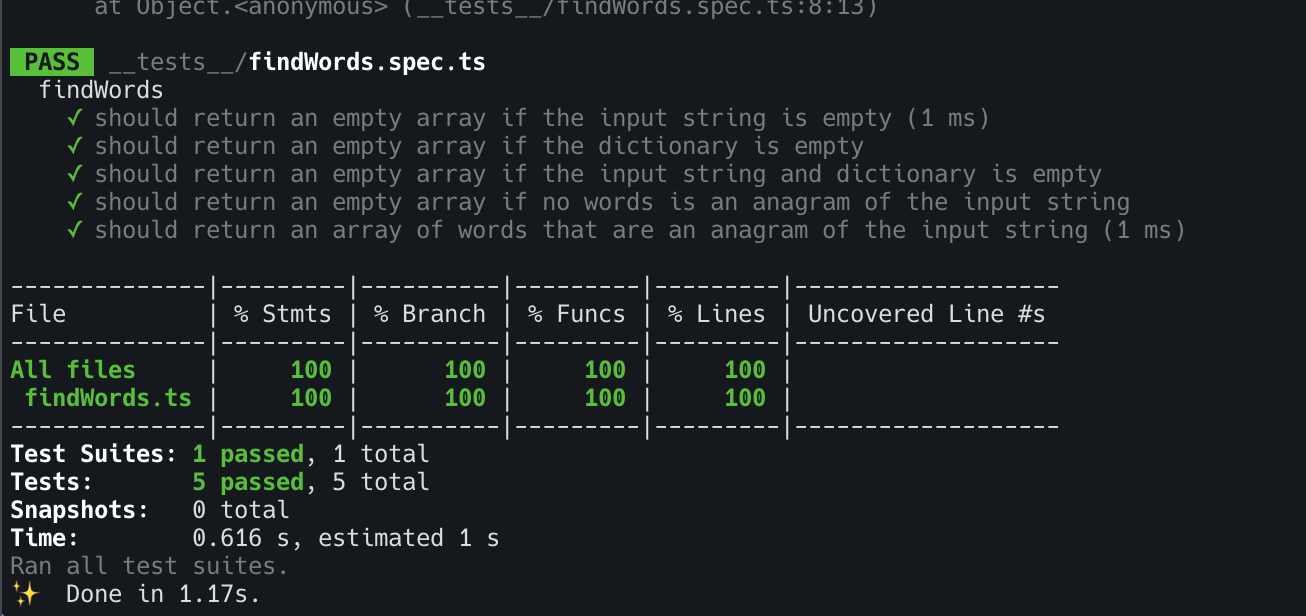 at Object.<anonymous> (__tests__/findWords.spec.ts:8:13)
PASS __tests__/findWords.spec.ts
findWords
✓ should return an empty array if the input string is empty (1 ms)
✓ should return an empty array if the dictionary is empty
✓ should return an empty array if the input string and dictionary is empty
✓ should return an empty array if no words is an anagram of the input string
✓ should return an array of words that are an anagram of the input string (1 ms)
--------------|---------|----------|---------|---------|-------------------
File          | % Stmts | % Branch | % Funcs | % Lines | Uncovered Line #s
--------------|---------|----------|---------|---------|-------------------
All files     |     100 |      100 |     100 |     100 |
 findWords.ts |     100 |      100 |     100 |     100 |
--------------|---------|----------|---------|---------|-------------------
Test Suites: 1 passed, 1 total
Tests:       5 passed, 5 total
Snapshots:   0 total
Time:        0.616 s, estimated 1 s
Ran all test suites.
✨  Done in 1.17s.